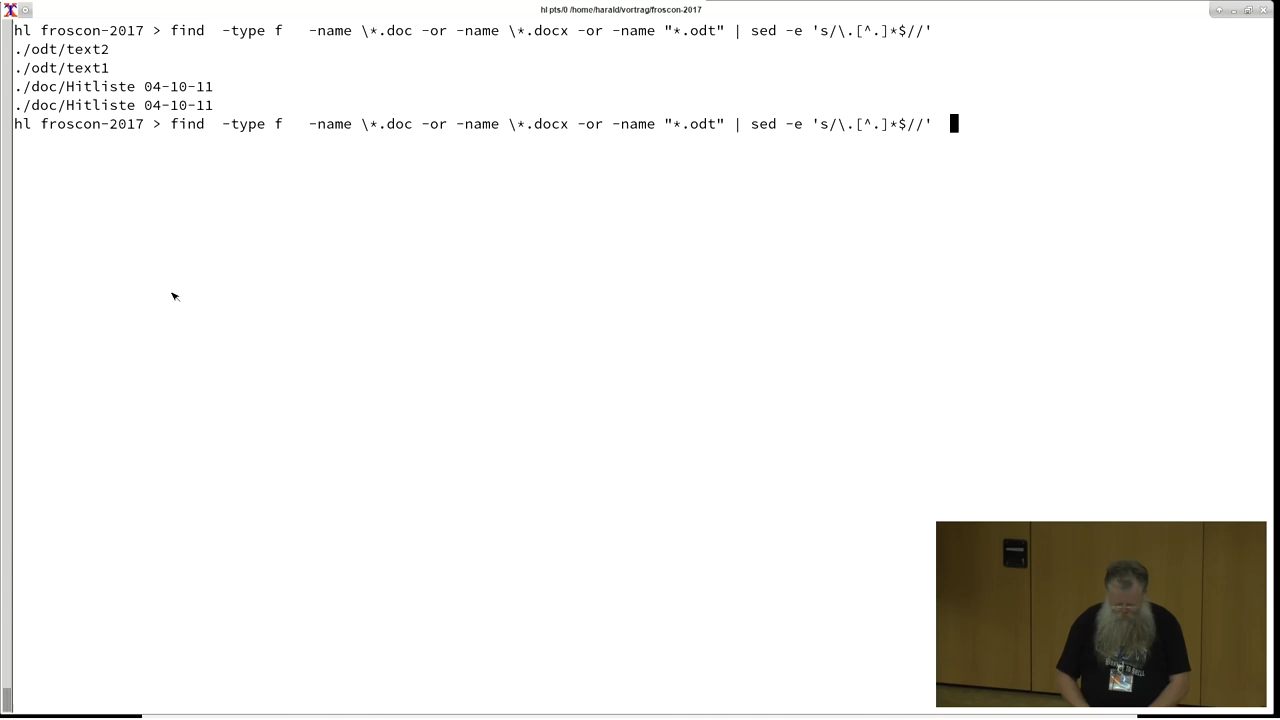 hl pts/0 /home/harald/vortrag/froscon-2017
hl froscon-2017 > find  -type f   -name \*.doc -or -name \*.docx -or -name "*.odt" | sed -e 's/\.[^.]*$//'
./odt/text2
./odt/text1
./doc/Hitliste 04-10-11
./doc/Hitliste 04-10-11
hl froscon-2017 > find  -type f   -name \*.doc -or -name \*.docx -or -name "*.odt" | sed -e 's/\.[^.]*$//'